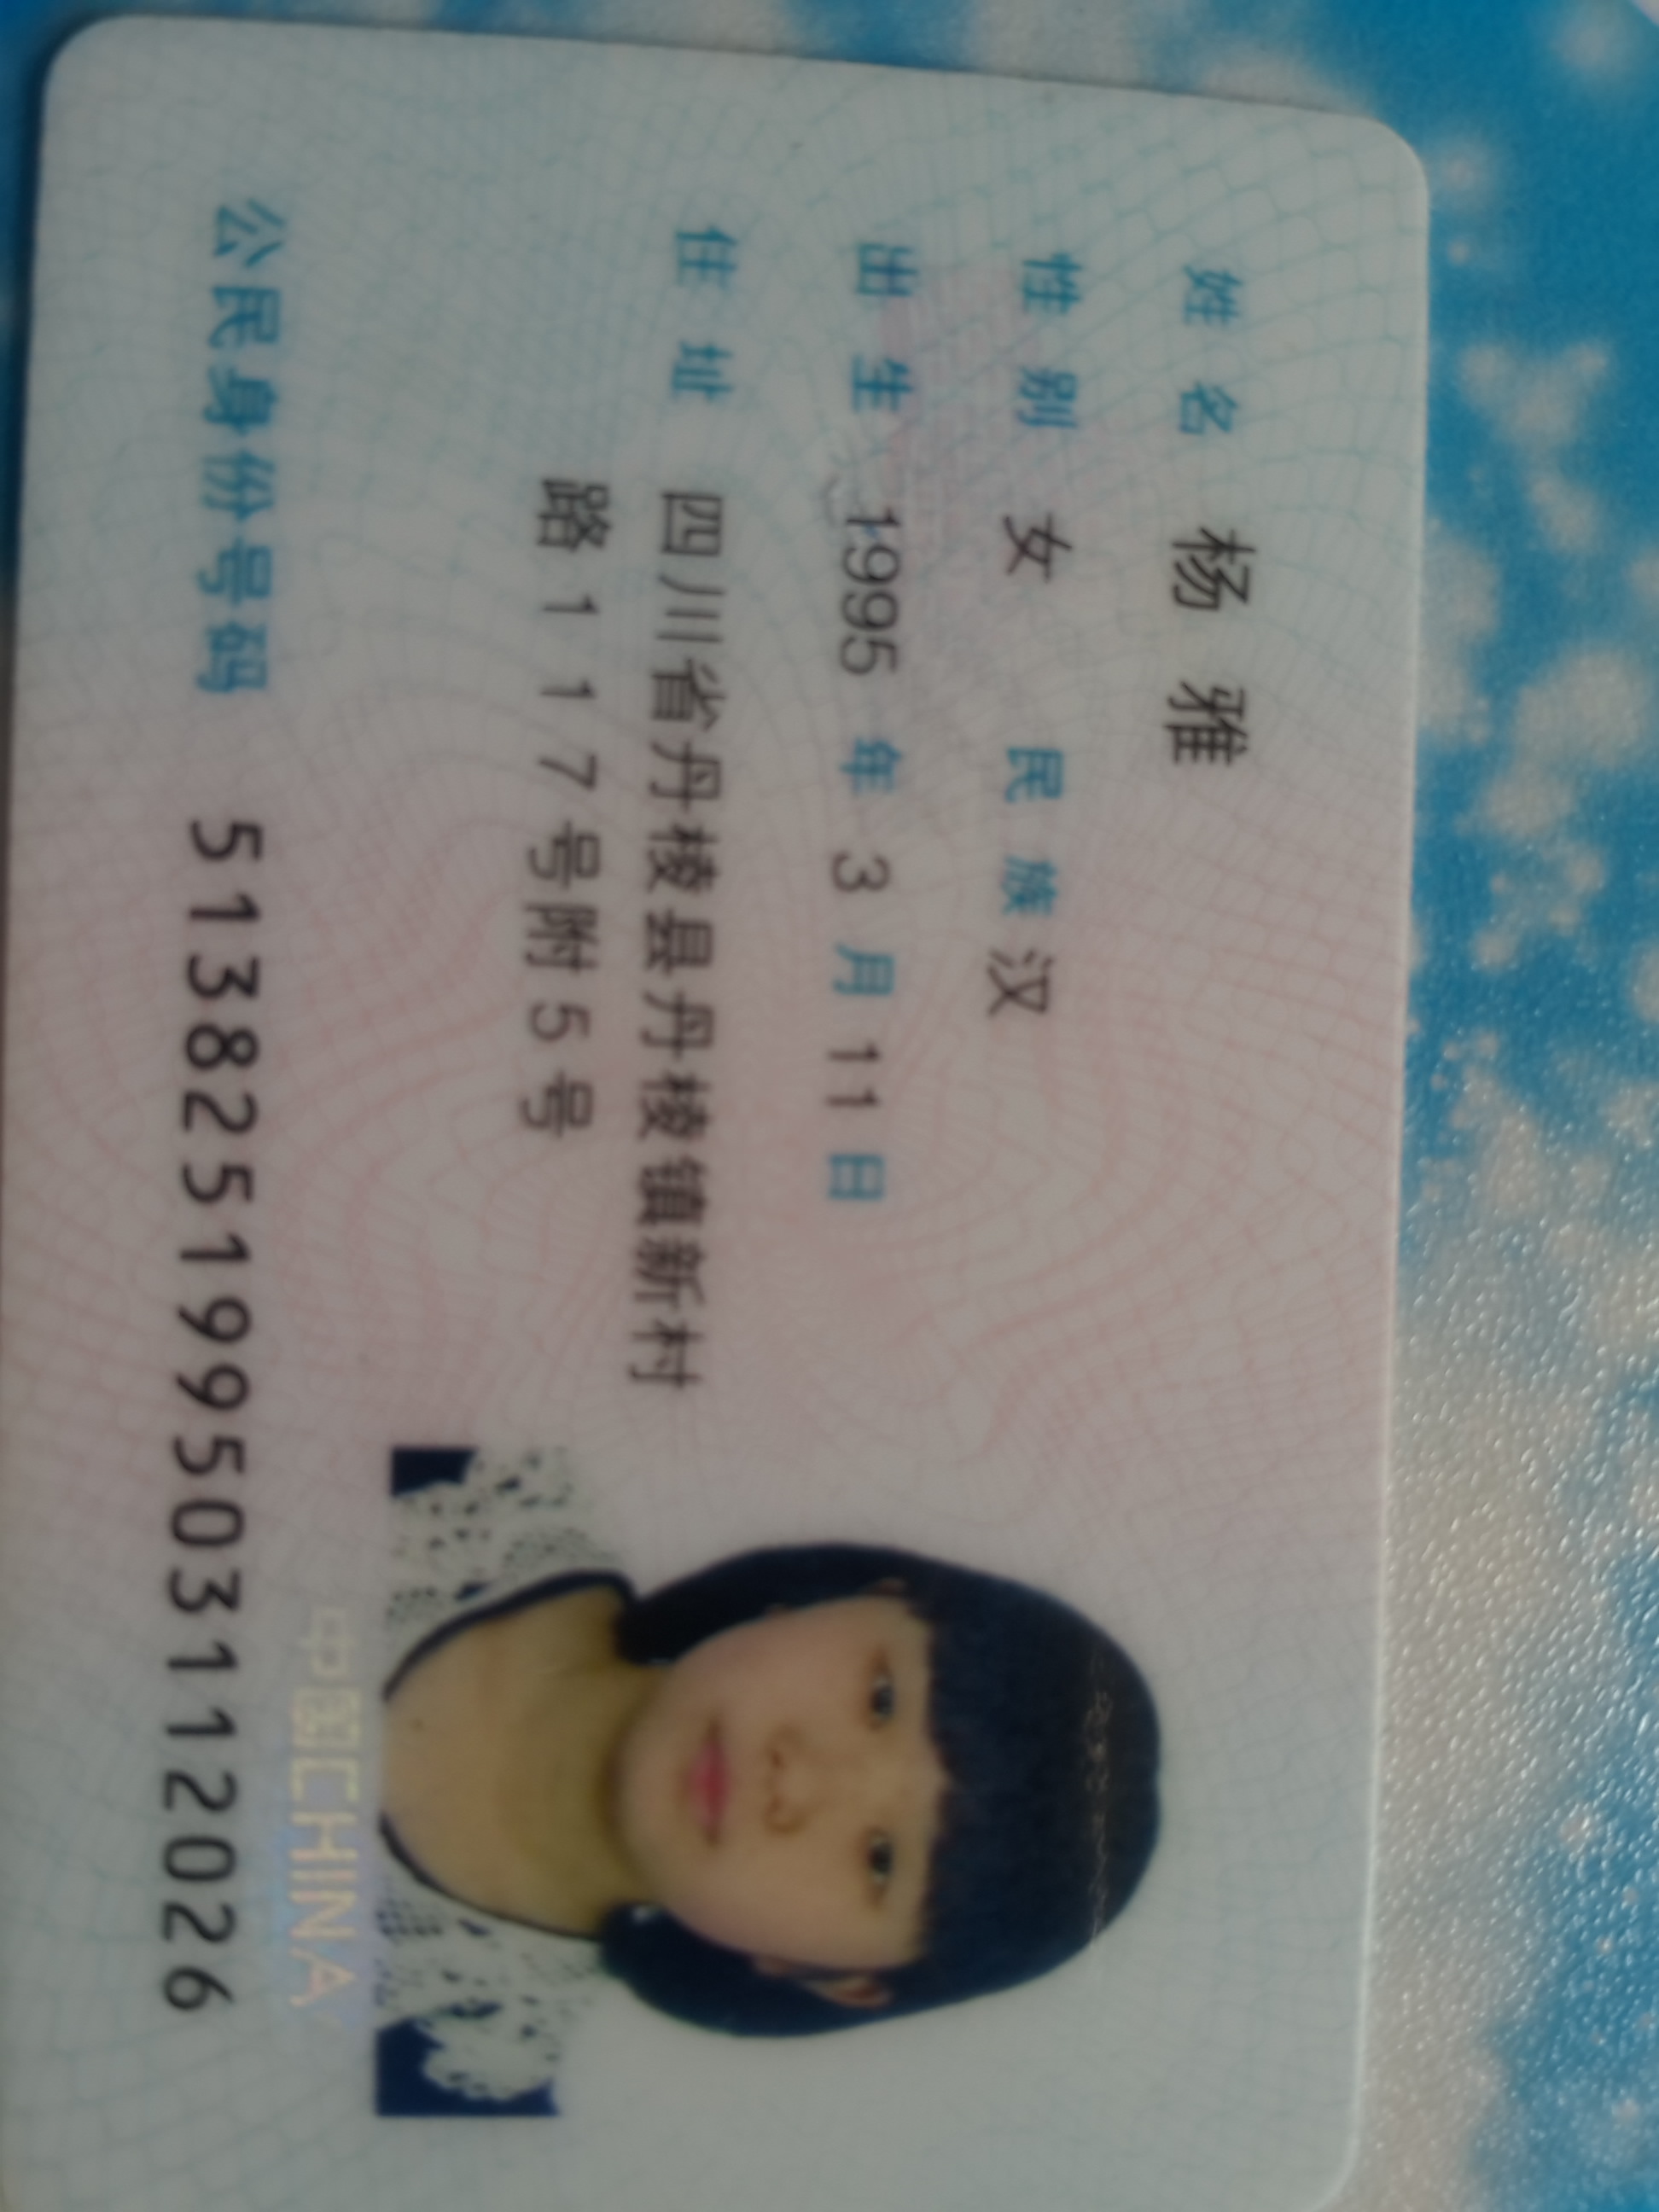 姓名 杨雅
性别 女 民族 汉
出生 1995 年 3 月 11 日
住址 四川省丹棱县丹棱镇新村
路117号附5号
中国CHINA
公民身份号码 513825199503112026